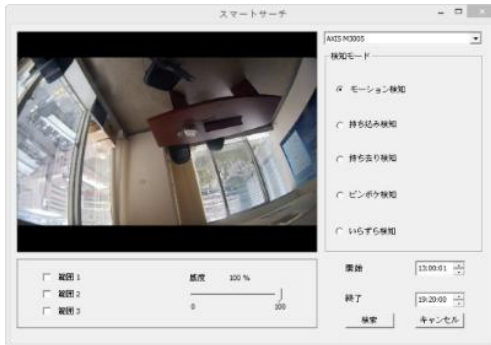 スマートサーチ
AXIS M3005
検知モード
モーション検知
持ち込み検知
持ち去り検知
ピンボケ検知
いらずら検知
範囲 1
範囲 2
範囲 3
感度 100 %
0 100
開始 13:00:01
終了 19:20:00
検索 キャンセル